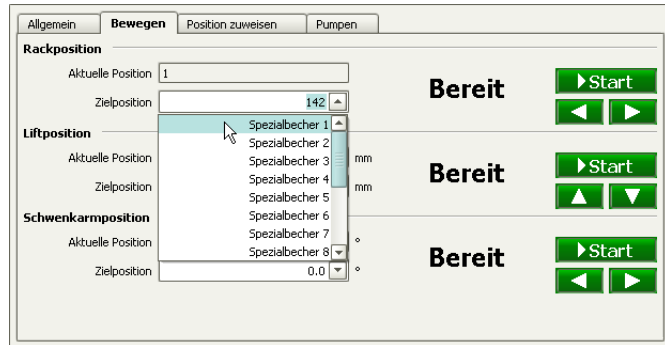 Allgemein Bewegen Position zuweisen Pumpen
Rackposition
Aktuelle Position 1
Zielposition 142
Bereit
Start
Spezialbecher 1
Spezialbecher 2
Spezialbecher 3
Spezialbecher 4
Spezialbecher 5
Spezialbecher 6
Spezialbecher 7
Spezialbecher 8
Liftposition
Aktuelle Position mm
Zielposition mm
Bereit
Start
Schwenkarmposition
Aktuelle Position °
Zielposition 0.0 °
Bereit
Start